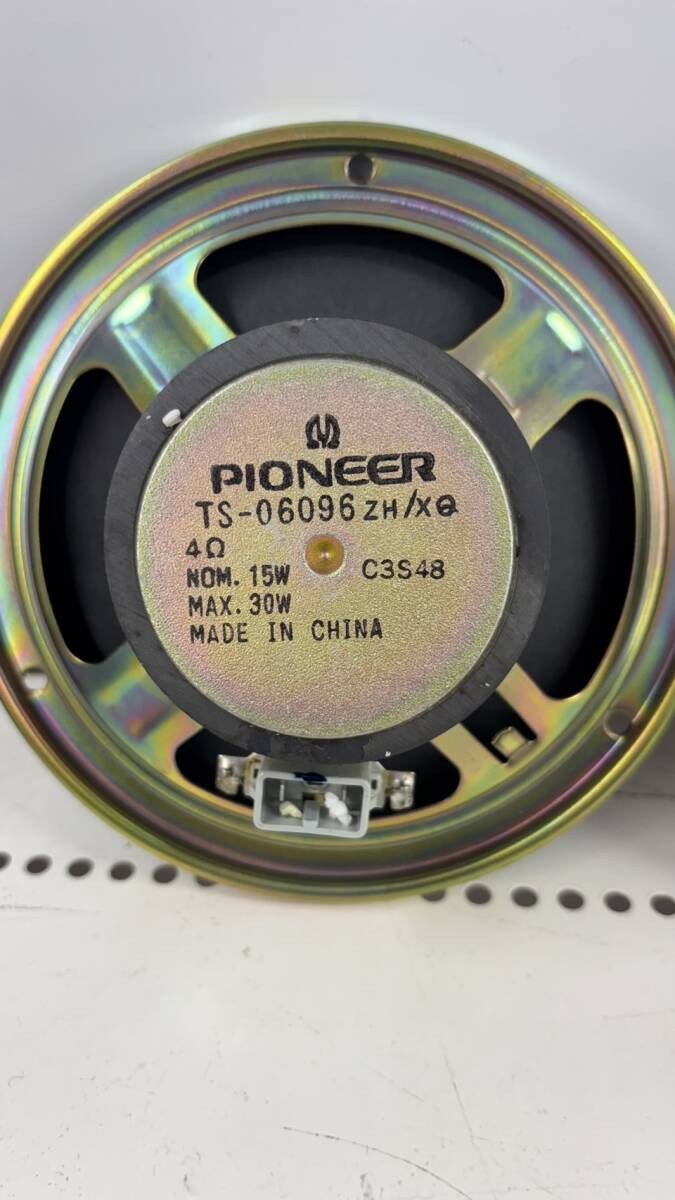 PIONEER
TS-06096ZH/XQ
4Ω
NOM. 15W
C3S48
MAX. 30W
MADE IN CHINA